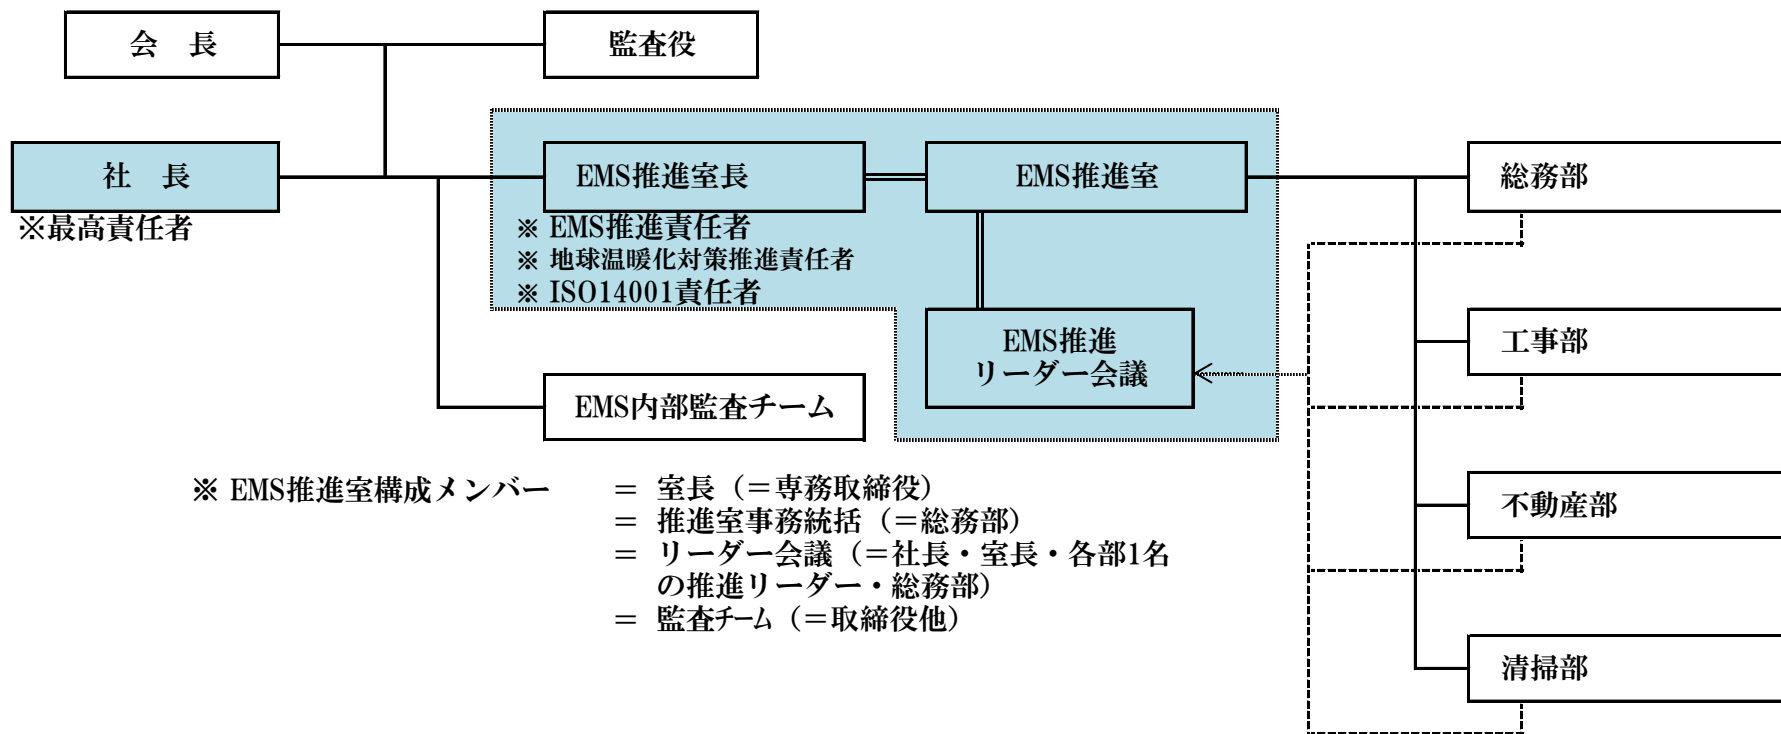 会　長
監査役
社　長
※最高責任者
EMS推進室長
※ EMS推進責任者
※ 地球温暖化対策推進責任者
※ ISO14001責任者
EMS推進室
EMS推進
リーダー会議
EMS内部監査チーム
総務部
工事部
不動産部
清掃部
※ EMS推進室構成メンバー　＝ 室長（＝専務取締役）
＝ 推進室事務統括（＝総務部）
＝ リーダー会議（＝社長・室長・各部1名
の推進リーダー・総務部）
＝ 監査チーム（＝取締役他）